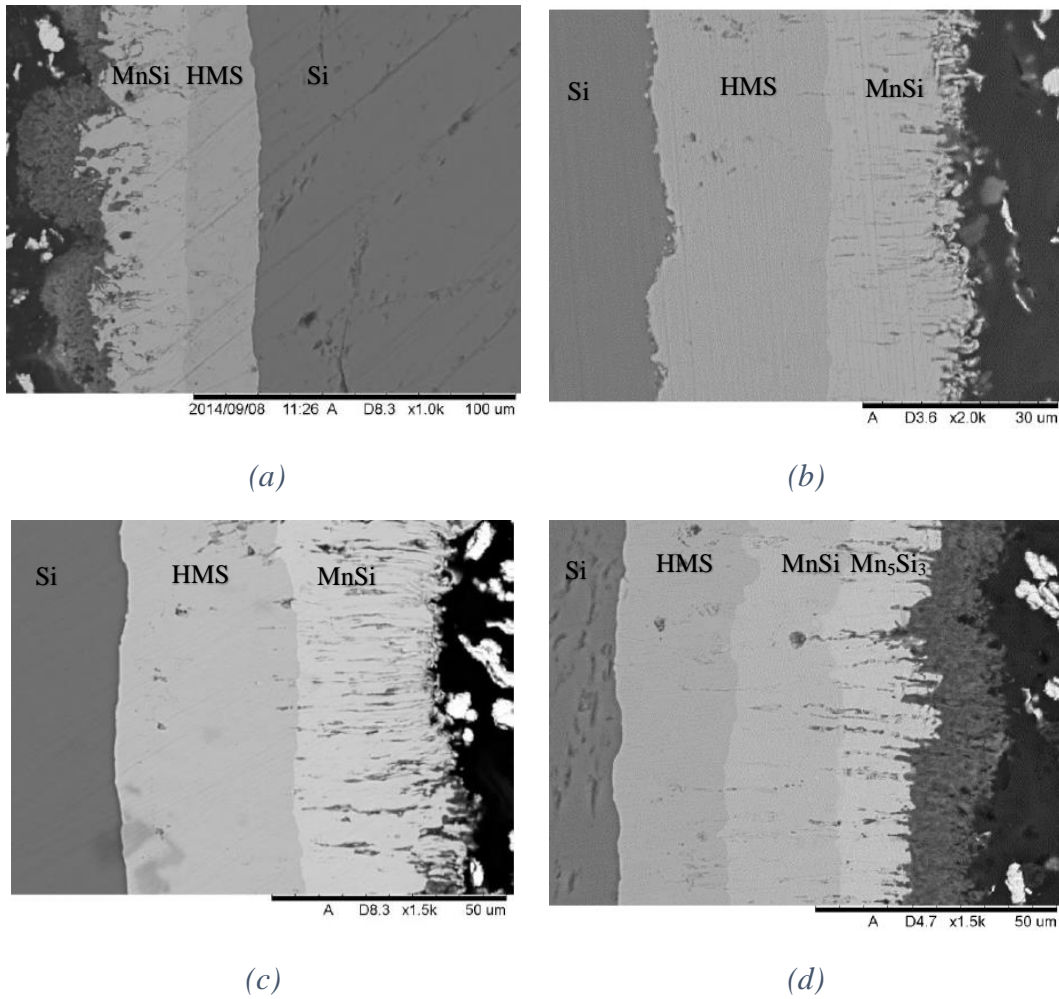 MnSi HMS Si
2014/09/08 11:26 A D8.3 x1.0k 100 um
(a)
Si HMS MnSi
A D3.6 x2.0k 30 um
(b)
Si HMS MnSi
A D8.3 x1.5k 50 um
(c)
Si HMS MnSi Mn₅Si₃
A D4.7 x1.5k 50 um
(d)